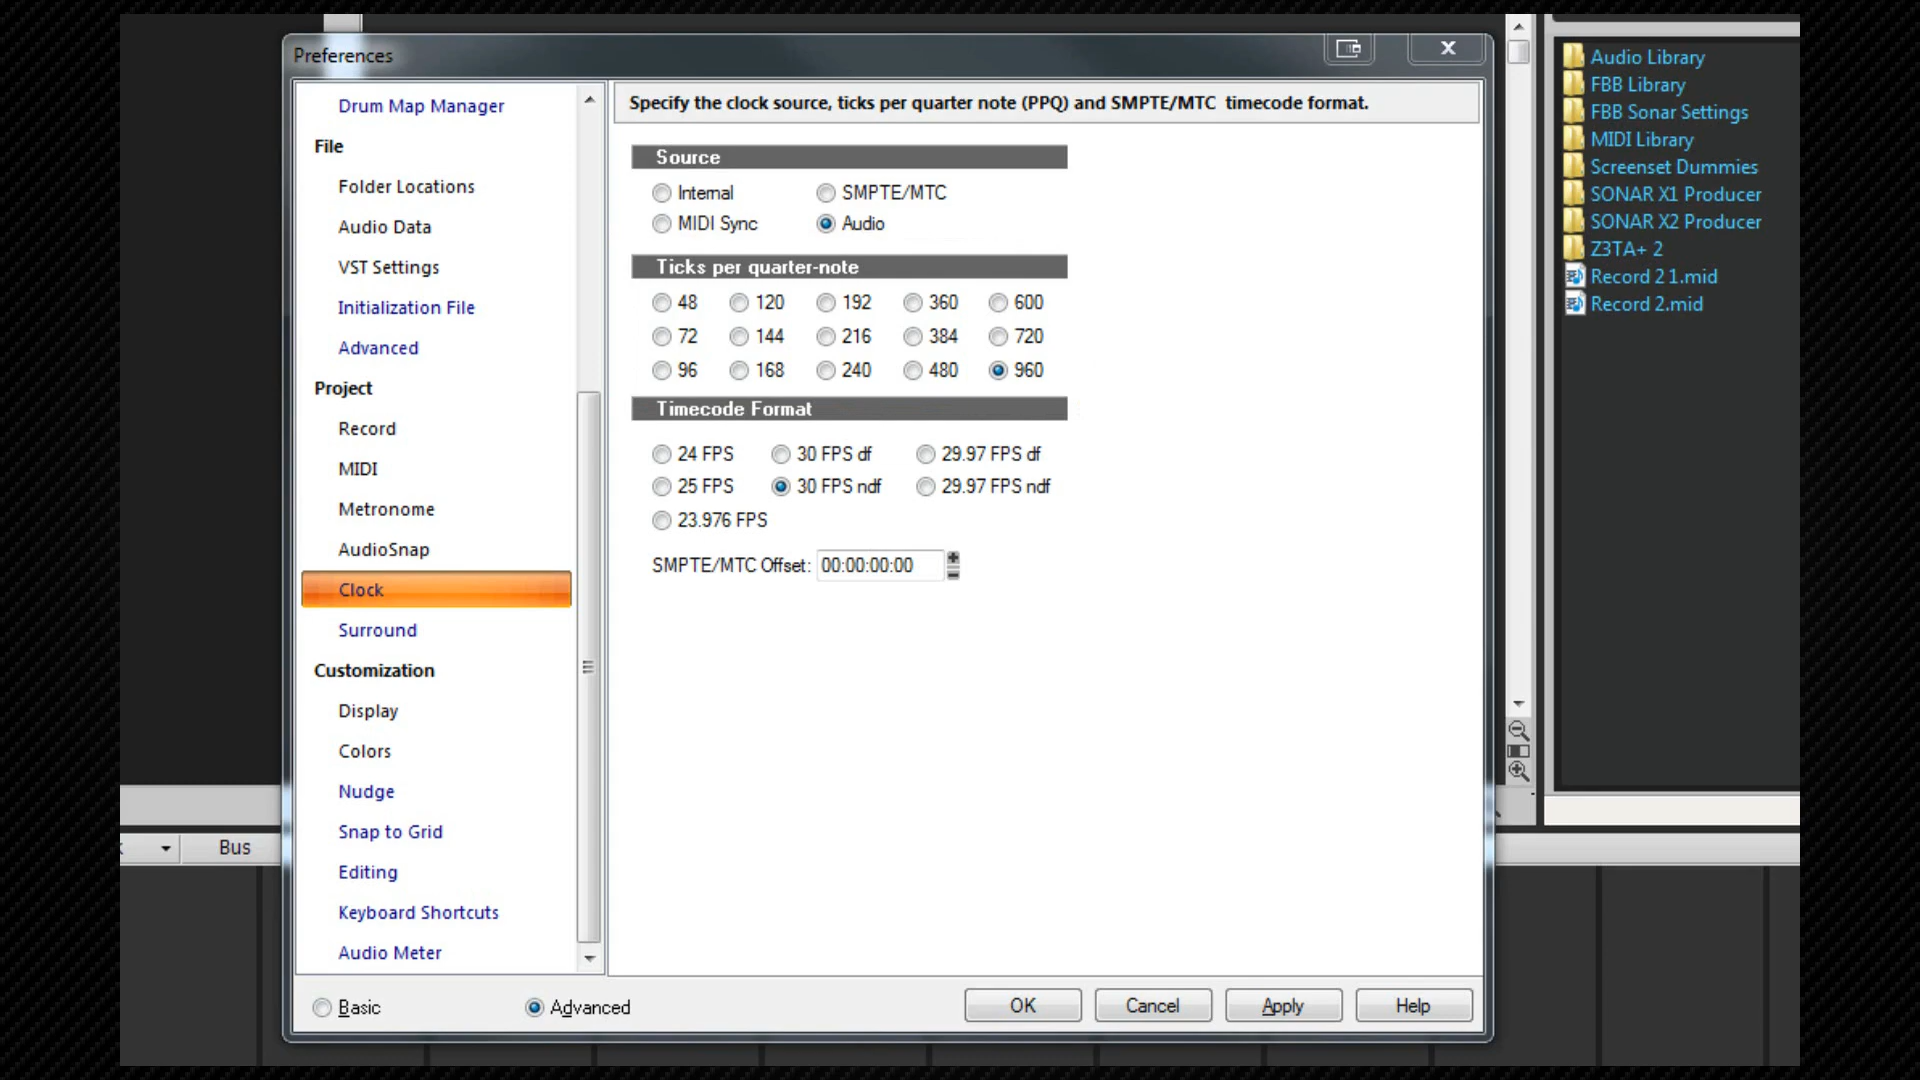 Preferences
Drum Map Manager
File
Folder Locations
Audio Data
VST Settings
Initialization File
Advanced
Project
Record
MIDI
Metronome
AudioSnap
Clock
Surround
Customization
Display
Colors
Nudge
Snap to Grid
Editing
Keyboard Shortcuts
Audio Meter
Basic
Advanced
Specify the clock source, ticks per quarter note (PPQ) and SMPTE/MTC timecode format.
Source
Internal SMPTE/MTC
MIDI Sync Audio
Ticks per quarter-note
48 120 192 360 600
72 144 216 384 720
96 168 240 480 960
Timecode Format
24 FPS 30 FPS df 29.97 FPS df
25 FPS 30 FPS ndf 29.97 FPS ndf
23.976 FPS
SMPTE/MTC Offset: 00:00:00:00
OK Cancel Apply Help
Audio Library
FBB Library
FBB Sonar Settings
MIDI Library
Screenset Dummies
SONAR X1 Producer
SONAR X2 Producer
Z3TA+ 2
Record 2 1.mid
Record 2.mid
Bus